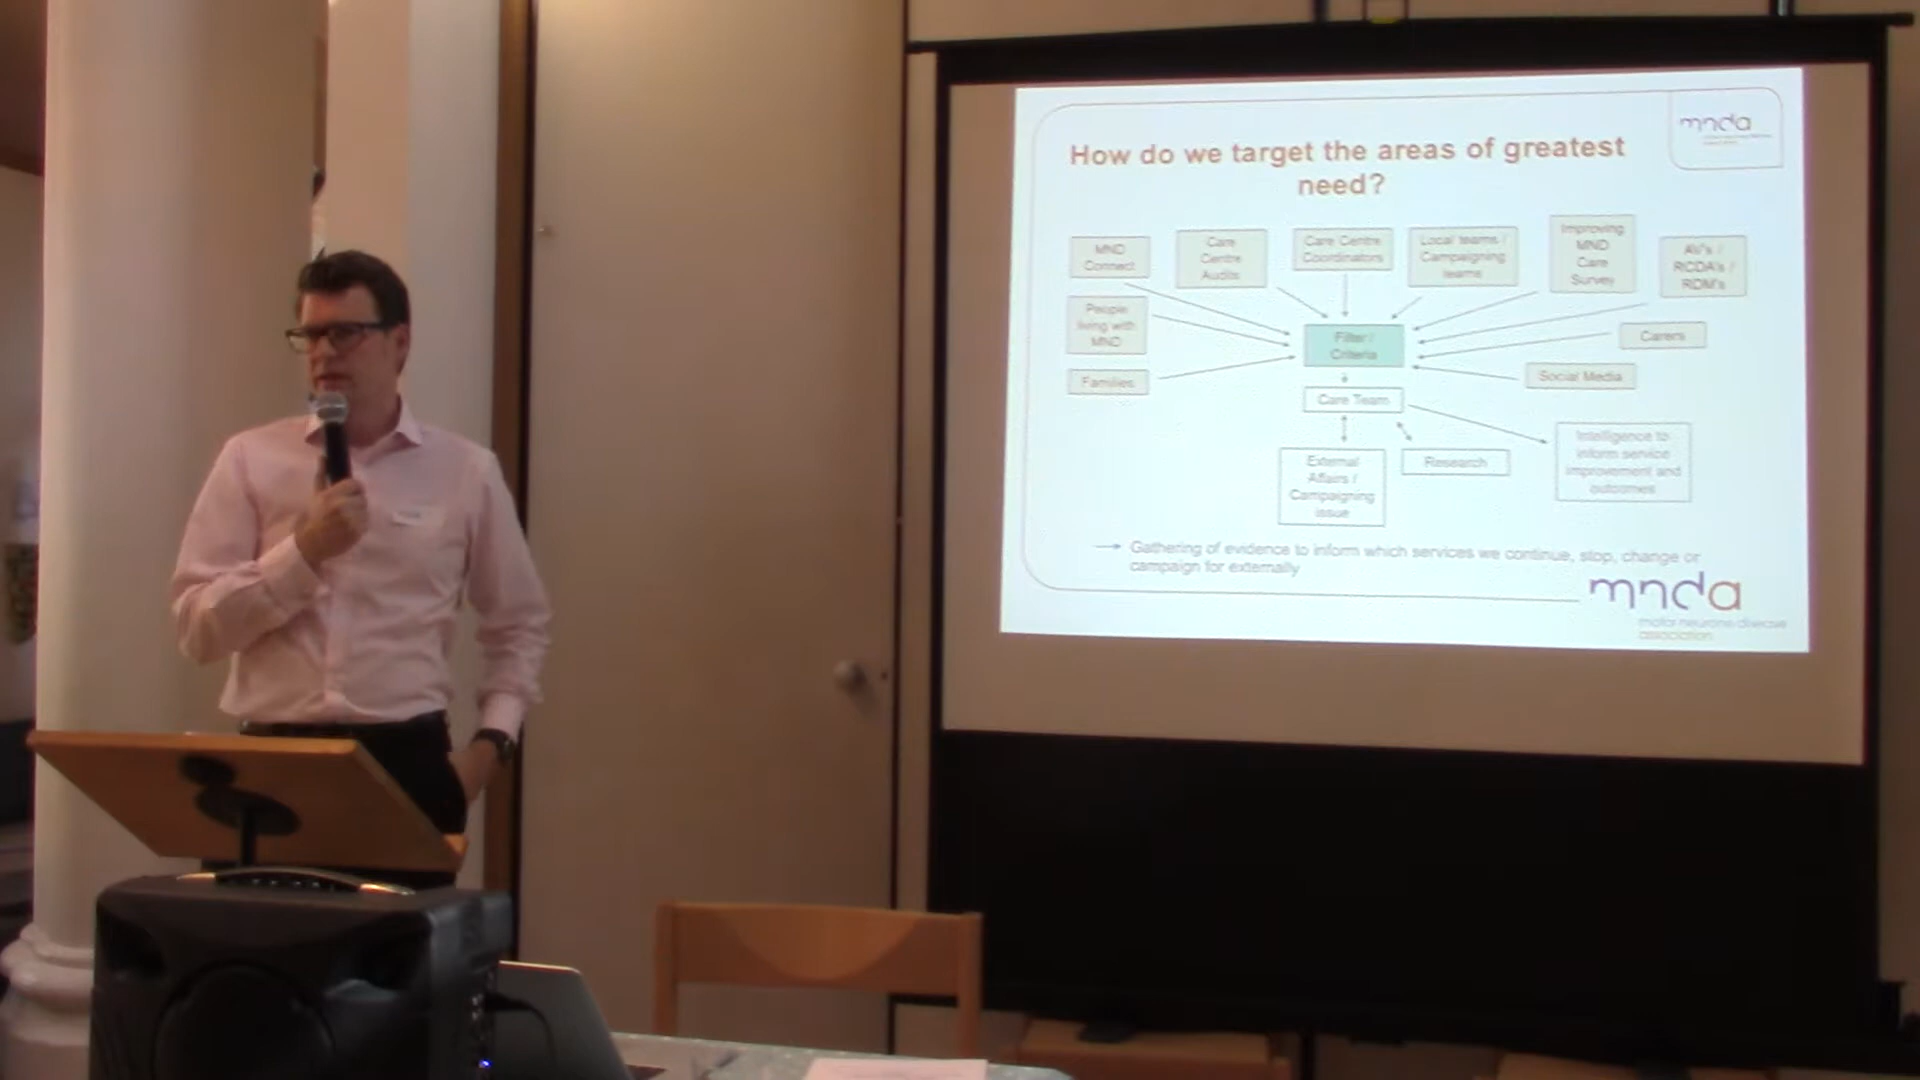 mnda
How do we target the areas of greatest
need?
MND
Connect
Care
Centre
Audits
Care Centre
Coordinators
Local teams /
Campaigning
teams
Improving
MND
Care
Survey
AV's /
RCDA's /
RDM's
People
living with
MND
Families
Filter /
Criteria
Carers
Social Media
Care Team
External
Affairs /
Campaigning
issue
Research
Intelligence to
inform service
improvement and
outcomes
Gathering of evidence to inform which services we continue, stop, change or
campaign for externally
mnda
motor neurone disease
association